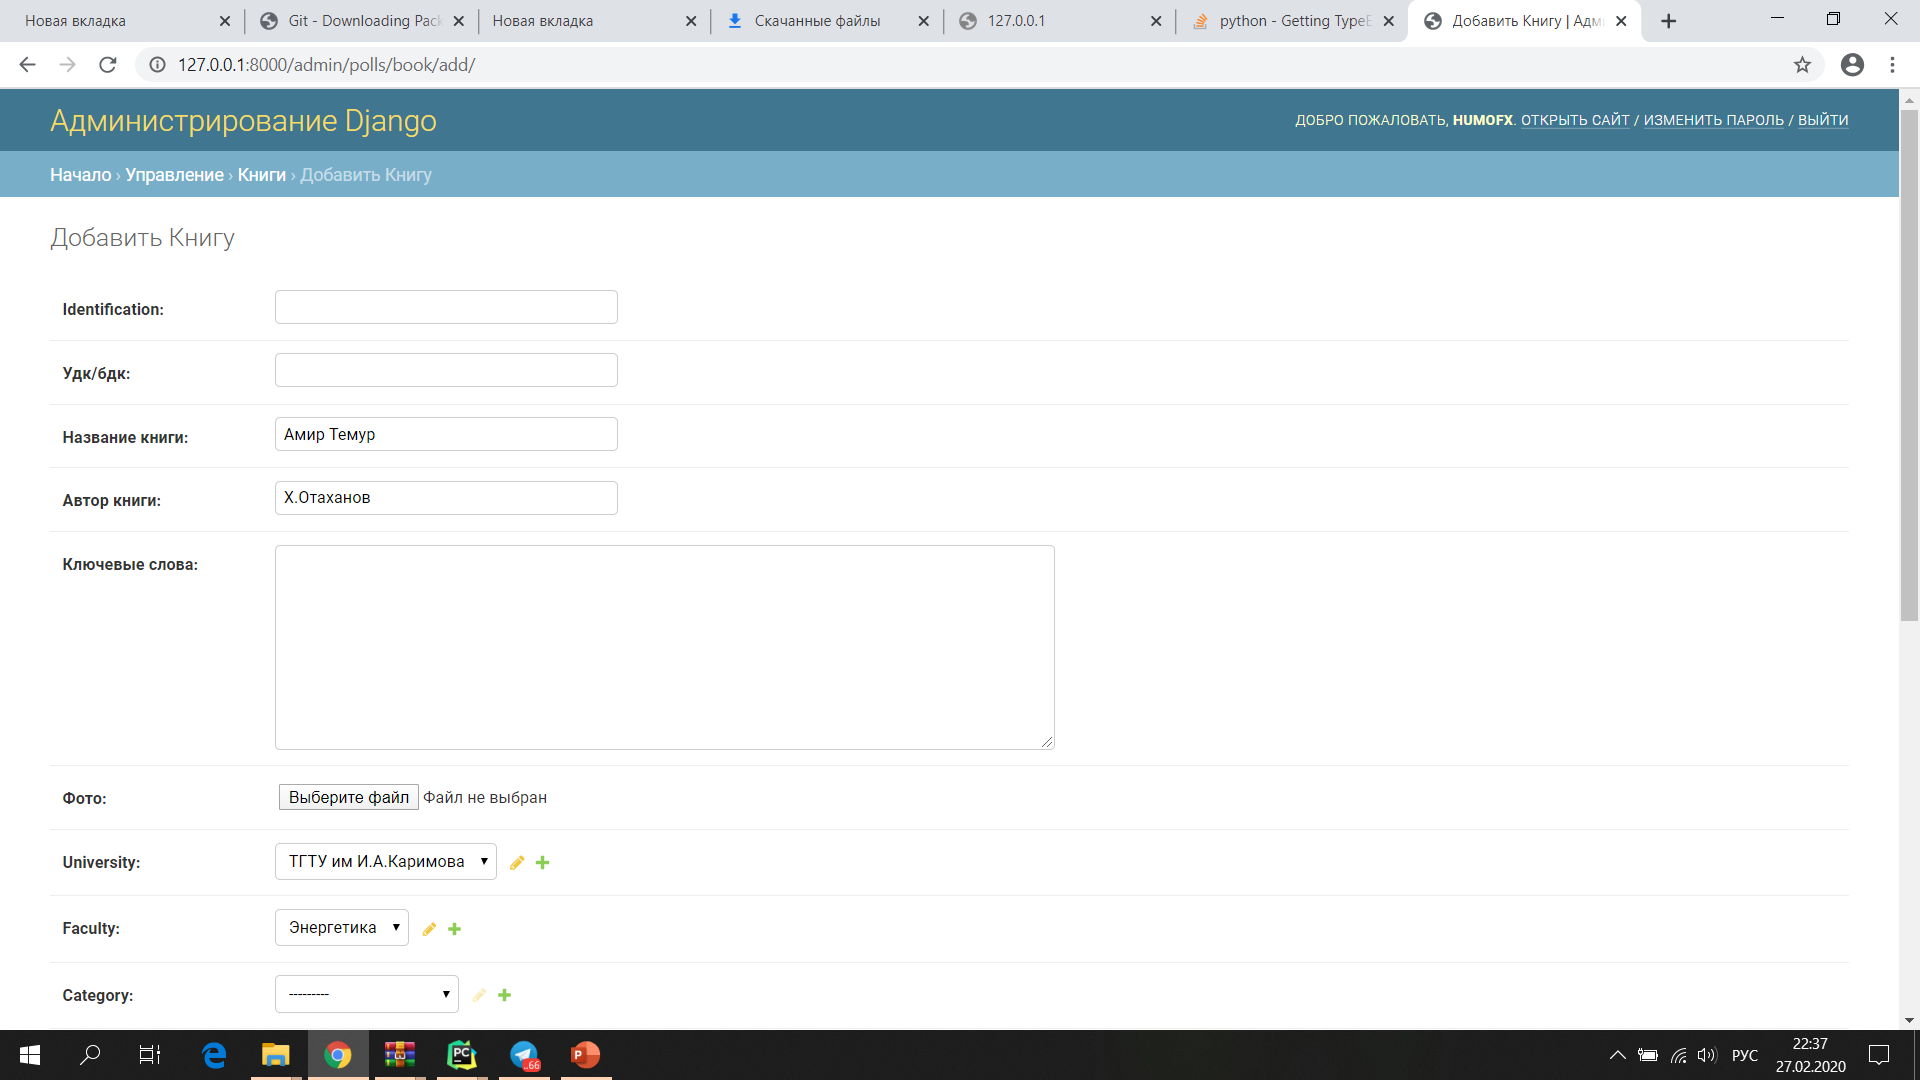 Новая вкладка
Git - Downloading Pack
Новая вкладка
Скачанные файлы
127.0.0.1
python - Getting TypeE
Добавить Книгу | Адми
127.0.0.1:8000/admin/polls/book/add/
Администрирование Django
ДОБРО ПОЖАЛОВАТЬ, HUMOFX. ОТКРЫТЬ САЙТ / ИЗМЕНИТЬ ПАРОЛЬ / ВЫЙТИ
Начало › Управление › Книги › Добавить Книгу
Добавить Книгу
Identification:
Удк/бдк:
Название книги: Амир Темур
Автор книги: Х.Отаханов
Ключевые слова:
Фото: Выберите файл Файл не выбран
University: ТГТУ им И.А.Каримова
Faculty: Энергетика
Category: ---------
PC
..66
P
РУС
22:37
27.02.2020